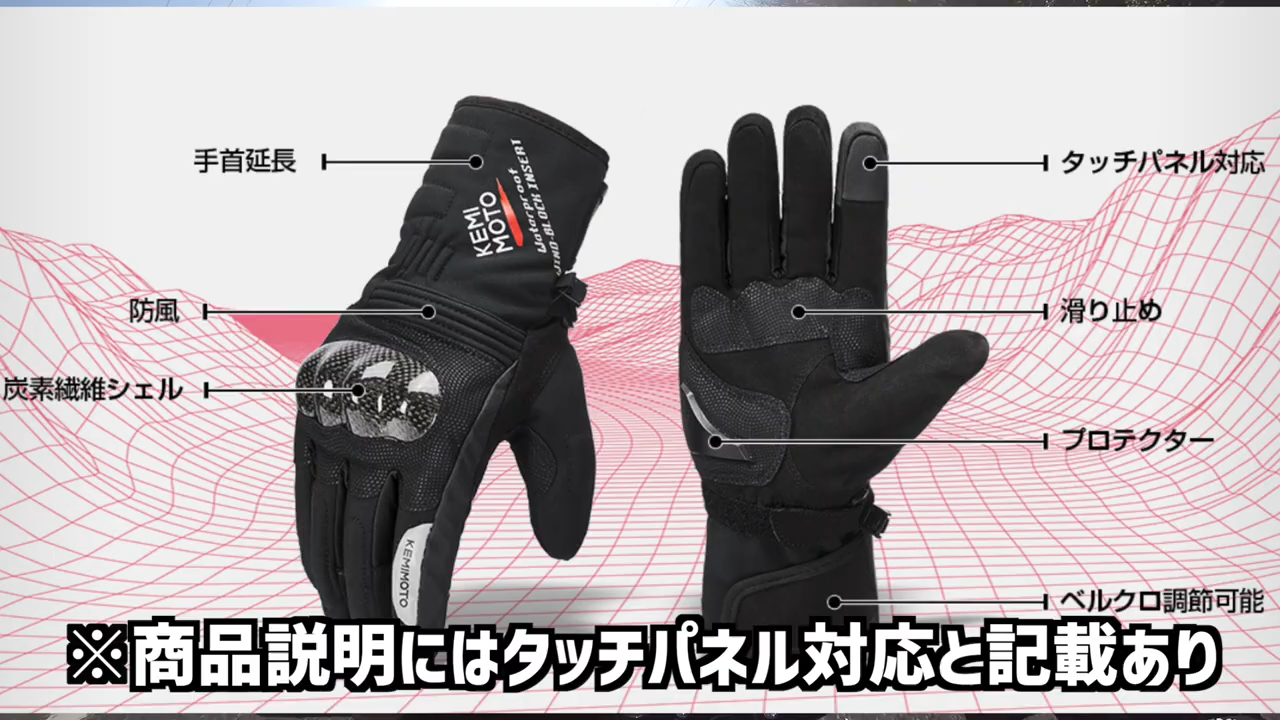 手首延長
防風
炭素繊維シェル
KEMI
MOTO
Waterproof
WIND-BLOCK INSERT
KEMIMOTO
タッチパネル対応
滑り止め
プロテクター
ベルクロ調節可能
※商品説明にはタッチパネル対応と記載あり